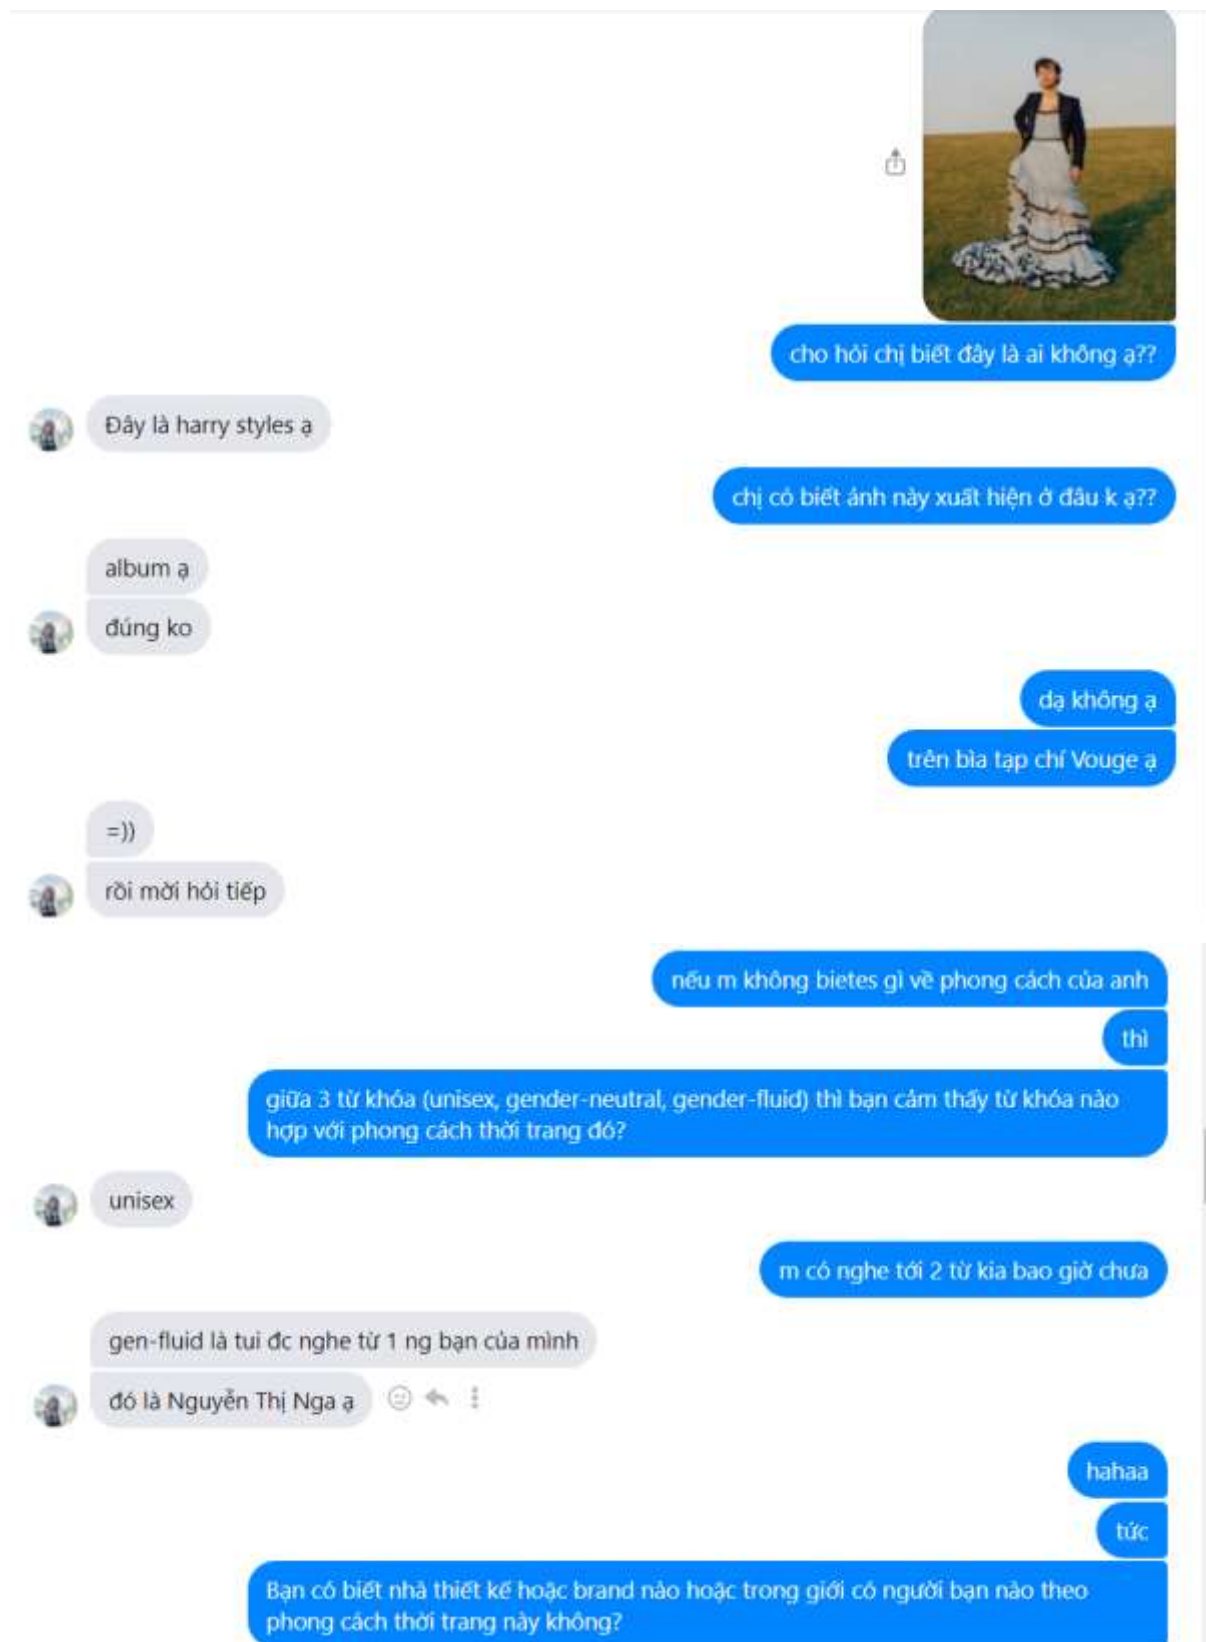 cho hỏi chị biết đây là ai không ạ??
Đây là harry styles ạ
chị có biết ảnh này xuất hiện ở đâu k ạ??
album ạ
đúng ko
dạ không ạ
trên bìa tạp chí Vouge ạ
=))
rồi mời hỏi tiếp
nếu m không bietes gì về phong cách của anh
thì
giữa 3 từ khóa (unisex, gender-neutral, gender-fluid) thì bạn cảm thấy từ khóa nào
hợp với phong cách thời trang đó?
unisex
m có nghe tới 2 từ kia bao giờ chưa
gen-fluid là tui đc nghe từ 1 ng bạn của mình
đó là Nguyễn Thị Nga ạ
hahaa
tức
Bạn có biết nhà thiết kế hoặc brand nào hoặc trong giới có người bạn nào theo
phong cách thời trang này không?